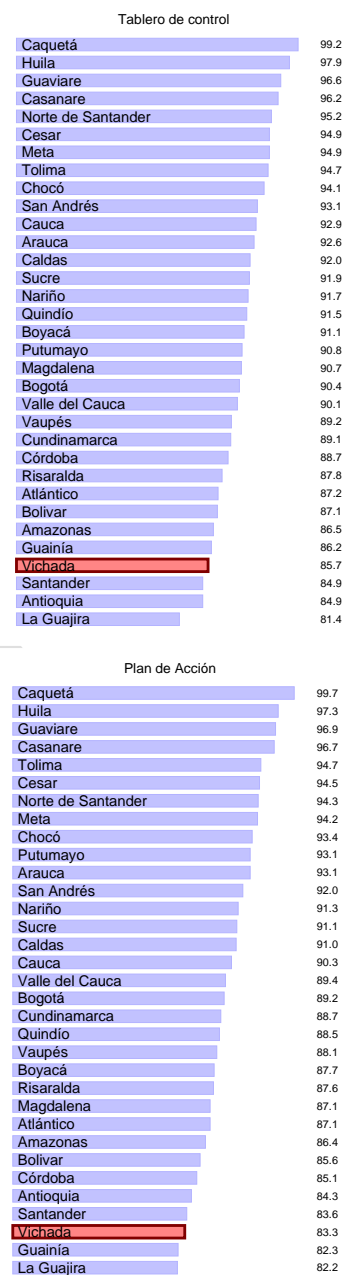 Tablero de control
Caquetá 99.2
Huila 97.9
Guaviare 96.6
Casanare 96.2
Norte de Santander 95.2
Cesar 94.9
Meta 94.9
Tolima 94.7
Chocó 94.1
San Andrés 93.1
Cauca 92.9
Arauca 92.6
Caldas 92.0
Sucre 91.9
Nariño 91.7
Quindío 91.5
Boyacá 91.1
Putumayo 90.8
Magdalena 90.7
Bogotá 90.4
Valle del Cauca 90.1
Vaupés 89.2
Cundinamarca 89.1
Córdoba 88.7
Risaralda 87.8
Atlántico 87.2
Bolivar 87.1
Amazonas 86.5
Guainía 86.2
Vichada 85.7
Santander 84.9
Antioquia 84.9
La Guajira 81.4
Plan de Acción
Caquetá 99.7
Huila 97.3
Guaviare 96.9
Casanare 96.7
Tolima 94.7
Cesar 94.5
Norte de Santander 94.3
Meta 94.2
Chocó 93.4
Putumayo 93.1
Arauca 93.1
San Andrés 92.0
Nariño 91.3
Sucre 91.1
Caldas 91.0
Cauca 90.3
Valle del Cauca 89.4
Bogotá 89.2
Cundinamarca 88.7
Quindío 88.5
Vaupés 88.1
Boyacá 87.7
Risaralda 87.6
Magdalena 87.1
Atlántico 87.1
Amazonas 86.4
Bolivar 85.6
Córdoba 85.1
Antioquia 84.3
Santander 83.6
Vichada 83.3
Guainía 82.3
La Guajira 82.2